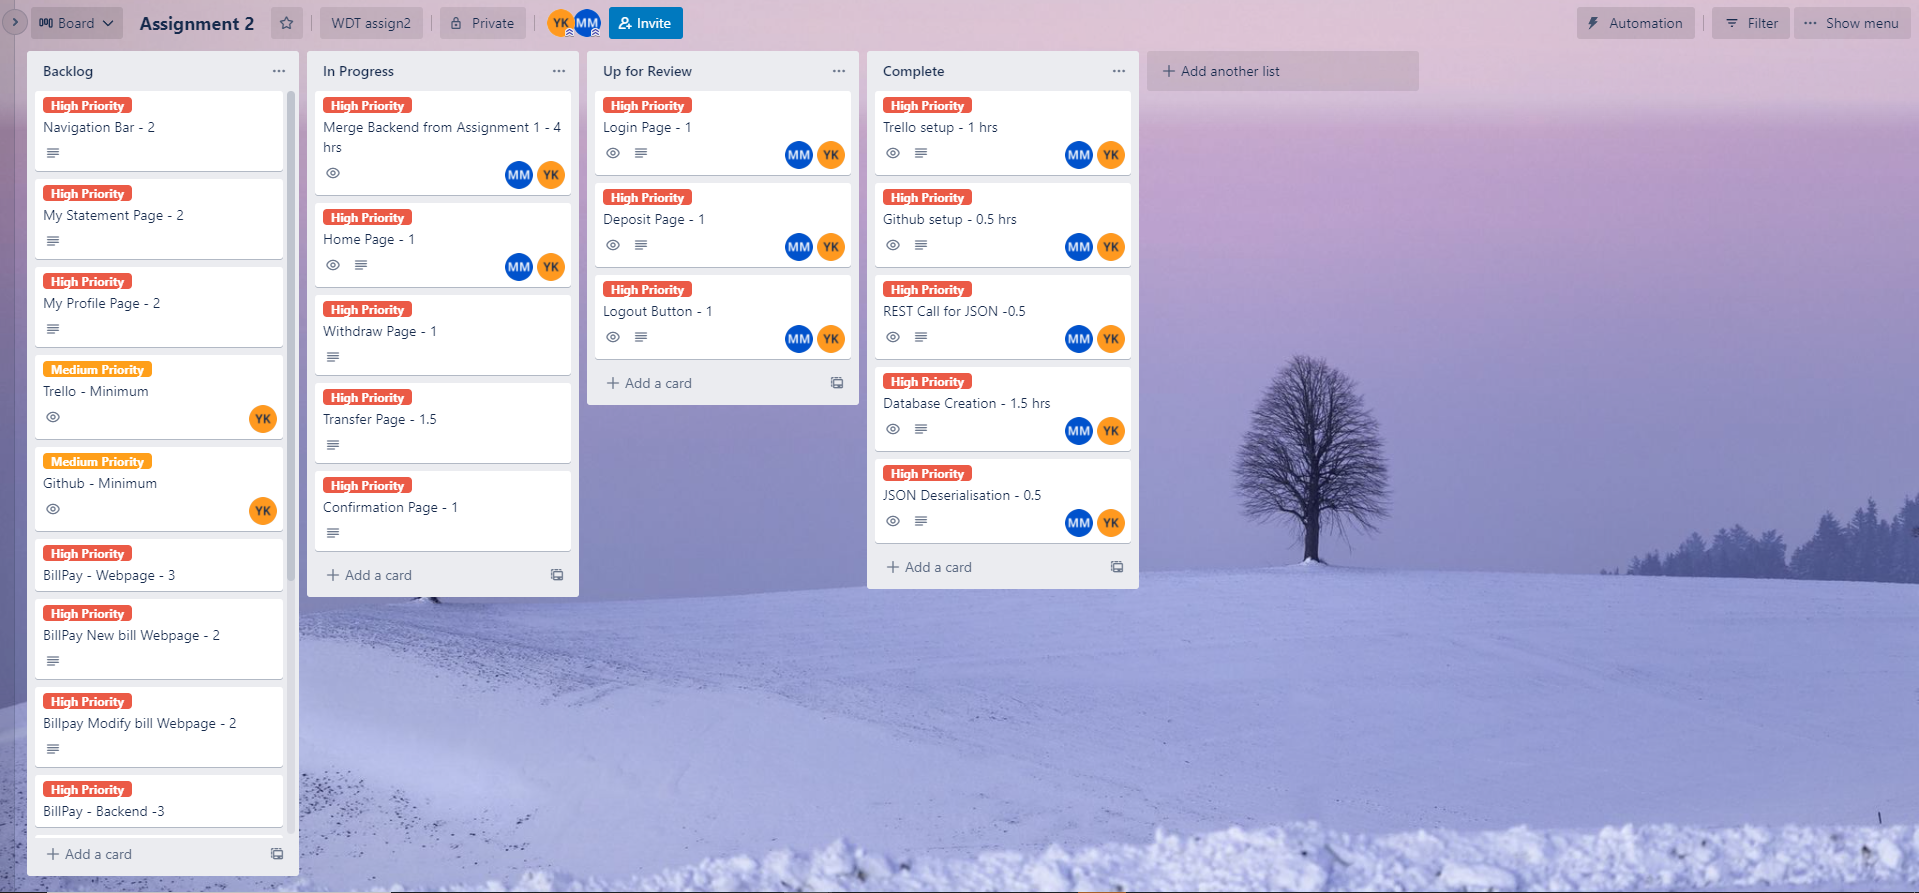 Board
Assignment 2
WDT assign2
Private
YK
MM
Invite
Automation
Filter
Show menu
Backlog
High Priority
Navigation Bar - 2
High Priority
My Statement Page - 2
High Priority
My Profile Page - 2
Medium Priority
Trello - Minimum
YK
Medium Priority
Github - Minimum
YK
High Priority
BillPay - Webpage - 3
High Priority
BillPay New bill Webpage - 2
High Priority
Billpay Modify bill Webpage - 2
High Priority
BillPay - Backend -3
Add a card
In Progress
High Priority
Merge Backend from Assignment 1 - 4
hrs
MM YK
High Priority
Home Page - 1
MM YK
High Priority
Withdraw Page - 1
High Priority
Transfer Page - 1.5
High Priority
Confirmation Page - 1
Add a card
Up for Review
High Priority
Login Page - 1
MM YK
High Priority
Deposit Page - 1
MM YK
High Priority
Logout Button - 1
MM YK
Add a card
Complete
High Priority
Trello setup - 1 hrs
MM YK
High Priority
Github setup - 0.5 hrs
MM YK
High Priority
REST Call for JSON -0.5
MM YK
High Priority
Database Creation - 1.5 hrs
MM YK
High Priority
JSON Deserialisation - 0.5
MM YK
Add a card
Add another list